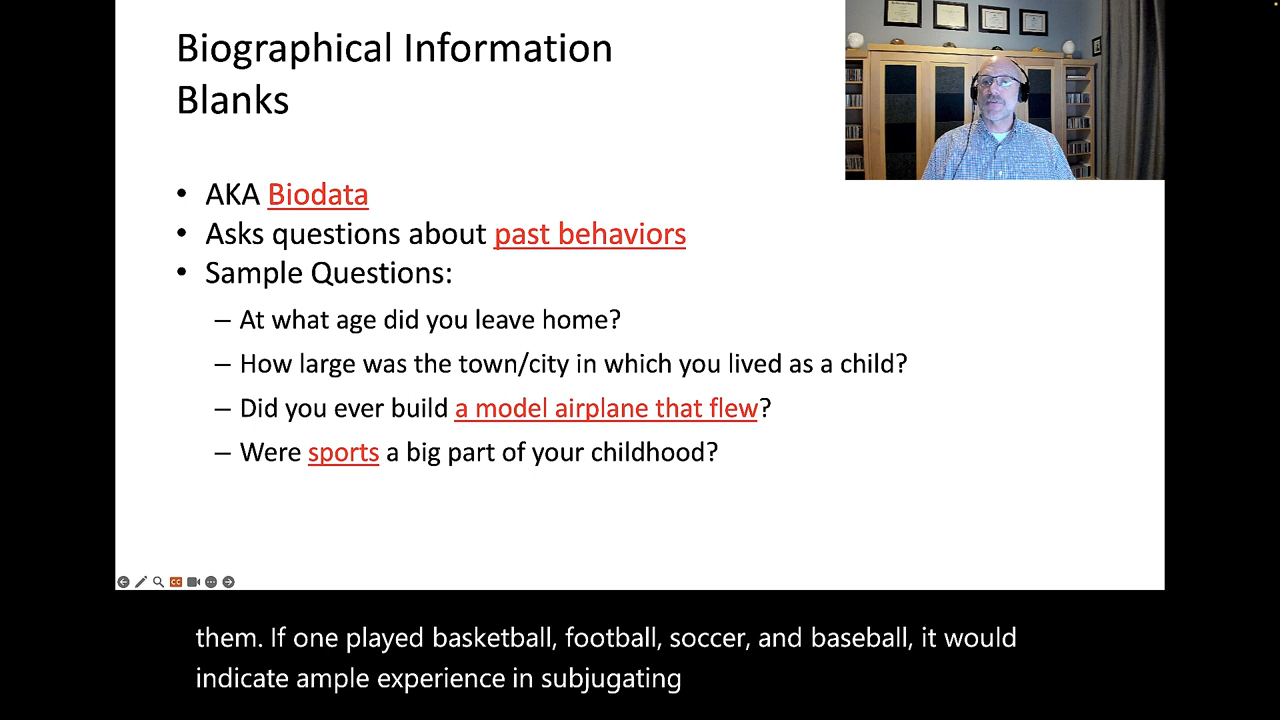 Biographical Information
Blanks
• AKA Biodata
• Asks questions about past behaviors
• Sample Questions:
– At what age did you leave home?
– How large was the town/city in which you lived as a child?
– Did you ever build a model airplane that flew?
– Were sports a big part of your childhood?
CC
them. If one played basketball, football, soccer, and baseball, it would
indicate ample experience in subjugating